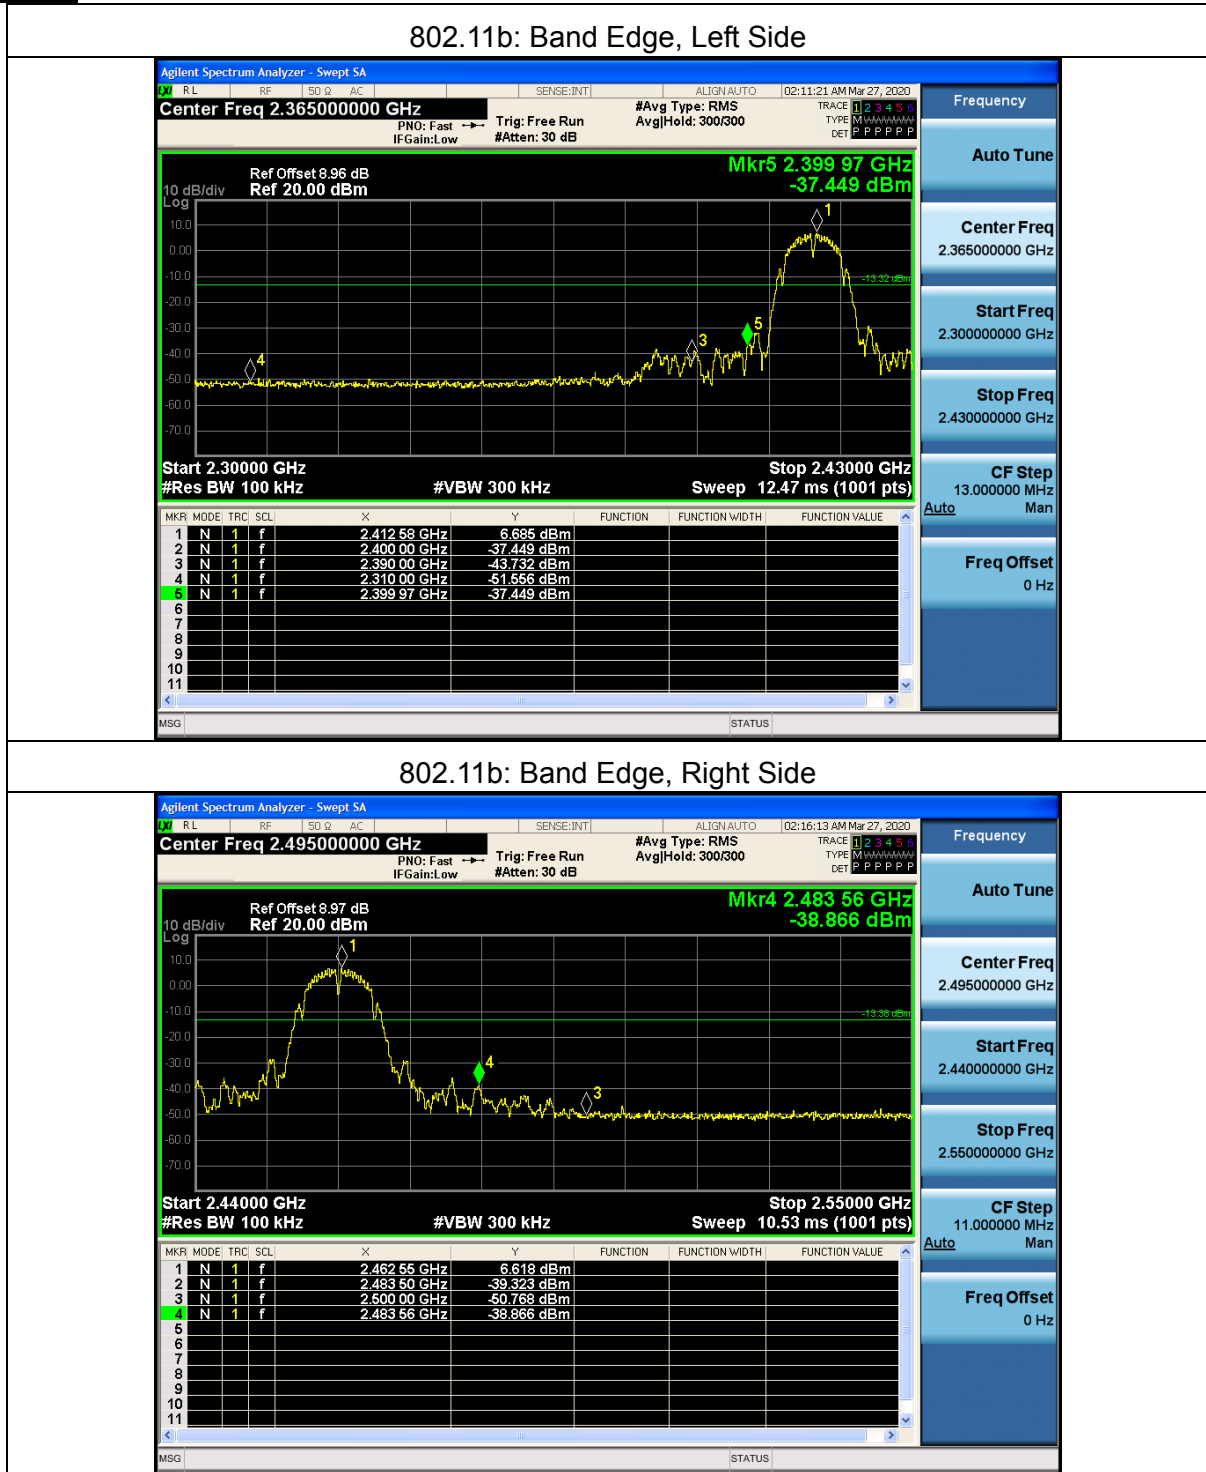 802.11b: Band Edge, Left Side
Agilent Spectrum Analyzer - Swept SA
LXI RL RF 50 Ω AC SENSE:INT ALIGN AUTO 02:11:21 AM Mar 27, 2020
Center Freq 2.365000000 GHz
PNO: Fast
IFGain:Low
Trig: Free Run
#Atten: 30 dB
#Avg Type: RMS
Avg|Hold: 300/300
TRACE 1 2 3 4 5 6
TYPE M WWWWW
DET P P P P P P
Mkr5 2.399 97 GHz
-37.449 dBm
10 dB/div
Log
Ref Offset 8.96 dB
Ref 20.00 dBm
10.0
0.00
-10.0
-20.0
-30.0
-40.0
-50.0
-60.0
-70.0
-13.32 dBm
1
3
4
5
Start 2.30000 GHz Stop 2.43000 GHz
#Res BW 100 kHz #VBW 300 kHz Sweep 12.47 ms (1001 pts)
MKR MODE TRC SCL X Y FUNCTION FUNCTION WIDTH FUNCTION VALUE
1 N 1 f 2.412 58 GHz 6.685 dBm
2 N 1 f 2.400 00 GHz -37.449 dBm
3 N 1 f 2.390 00 GHz -43.732 dBm
4 N 1 f 2.310 00 GHz -51.556 dBm
5 N 1 f 2.399 97 GHz -37.449 dBm
6
7
8
9
10
11
MSG STATUS
Frequency
Auto Tune
Center Freq
2.365000000 GHz
Start Freq
2.300000000 GHz
Stop Freq
2.430000000 GHz
CF Step
13.000000 MHz
Auto Man
Freq Offset
0 Hz
802.11b: Band Edge, Right Side
Agilent Spectrum Analyzer - Swept SA
LXI RL RF 50 Ω AC SENSE:INT ALIGN AUTO 02:16:13 AM Mar 27, 2020
Center Freq 2.495000000 GHz
PNO: Fast
IFGain:Low
Trig: Free Run
#Atten: 30 dB
#Avg Type: RMS
Avg|Hold: 300/300
TRACE 1 2 3 4 5 6
TYPE M WWWWW
DET P P P P P P
Mkr4 2.483 56 GHz
-38.866 dBm
10 dB/div
Log
Ref Offset 8.97 dB
Ref 20.00 dBm
10.0
0.00
-10.0
-20.0
-30.0
-40.0
-50.0
-60.0
-70.0
-13.38 dBm
1
4
3
Start 2.44000 GHz Stop 2.55000 GHz
#Res BW 100 kHz #VBW 300 kHz Sweep 10.53 ms (1001 pts)
MKR MODE TRC SCL X Y FUNCTION FUNCTION WIDTH FUNCTION VALUE
1 N 1 f 2.462 55 GHz 6.618 dBm
2 N 1 f 2.483 50 GHz -39.323 dBm
3 N 1 f 2.500 00 GHz -50.768 dBm
4 N 1 f 2.483 56 GHz -38.866 dBm
5
6
7
8
9
10
11
MSG STATUS
Frequency
Auto Tune
Center Freq
2.495000000 GHz
Start Freq
2.440000000 GHz
Stop Freq
2.550000000 GHz
CF Step
11.000000 MHz
Auto Man
Freq Offset
0 Hz